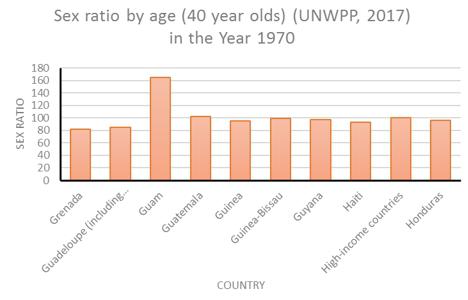 Sex ratio by age (40 year olds) (UNWPP, 2017)
in the Year 1970
180
160
140
120
100
80
60
40
20
0
SEX RATIO
Grenada
Guadeloupe (including...
Guam
Guatemala
Guinea
Guinea-Bissau
Guyana
Haiti
High-income countries
Honduras
COUNTRY